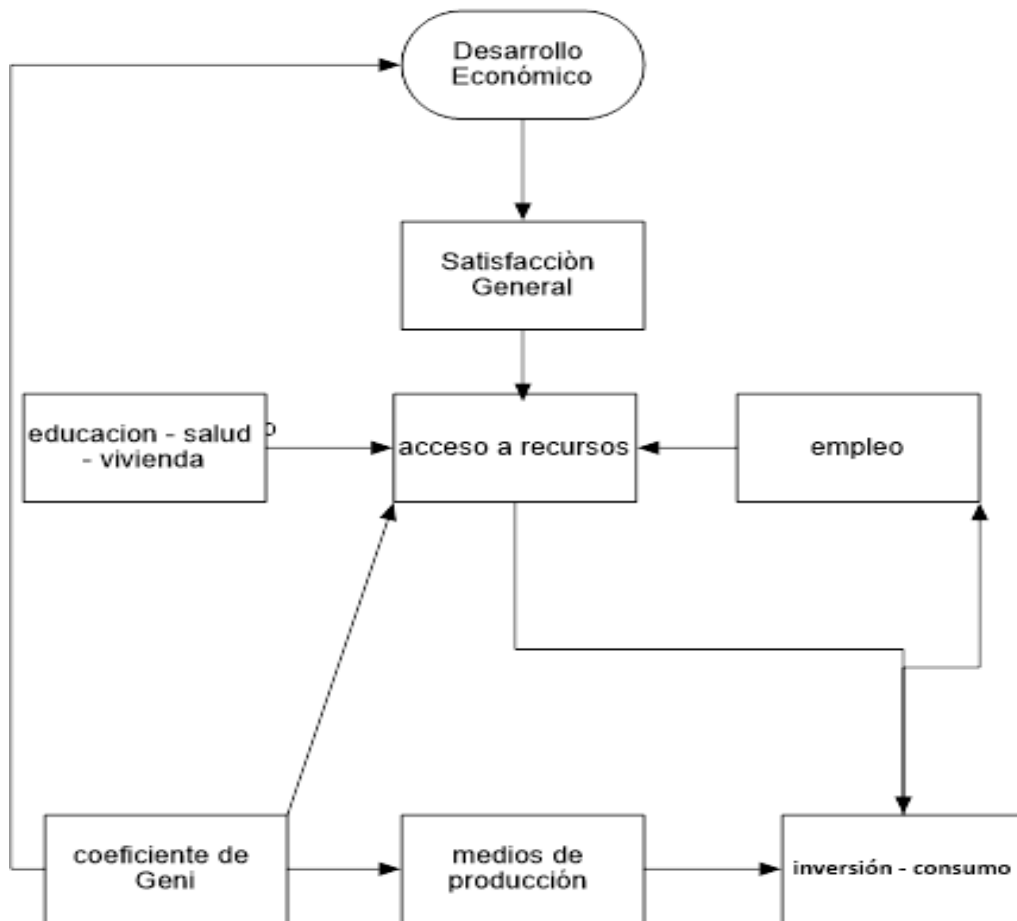 Desarrollo
Económico
Satisfacciòn
General
educacion - salud
- vivienda
o
acceso a recursos
empleo
coeficiente de
Geni
medios de
producción
inversión - consumo